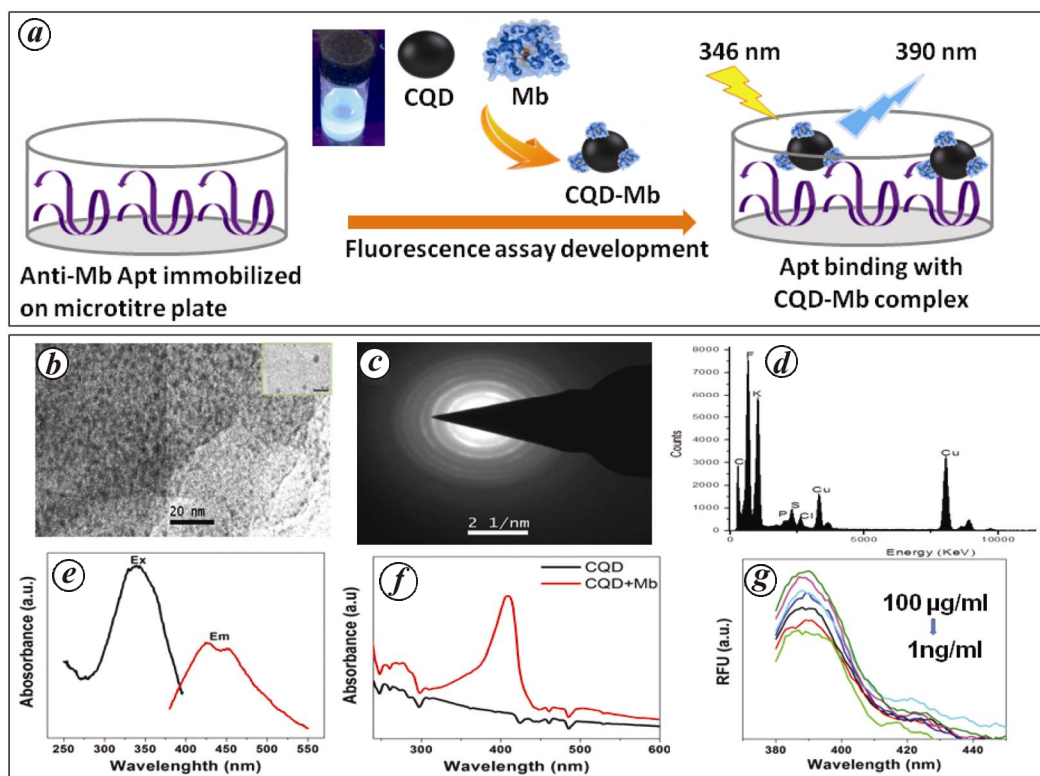 a
346 nm
390 nm
CQD
Mb
CQD-Mb
Fluorescence assay development
Anti-Mb Apt immobilized
on microtitre plate
Apt binding with
CQD-Mb complex
b
20 nm
c
2 1/nm
d
8000
7000
6000
5000
4000
3000
2000
1000
0
Counts
C
F
K
P
S
Cl
Cu
Cu
0
5000
10000
Energy (KeV)
e
Ex
Em
Abosorbance (a.u.)
250
300
350
400
450
500
550
Wavelenghth (nm)
f
CQD
CQD+Mb
Absorbance (a.u)
300
400
500
600
Wavelength (nm)
g
100 µg/ml
1ng/ml
RFU (a.u.)
380
400
420
440
Wavelength (nm)